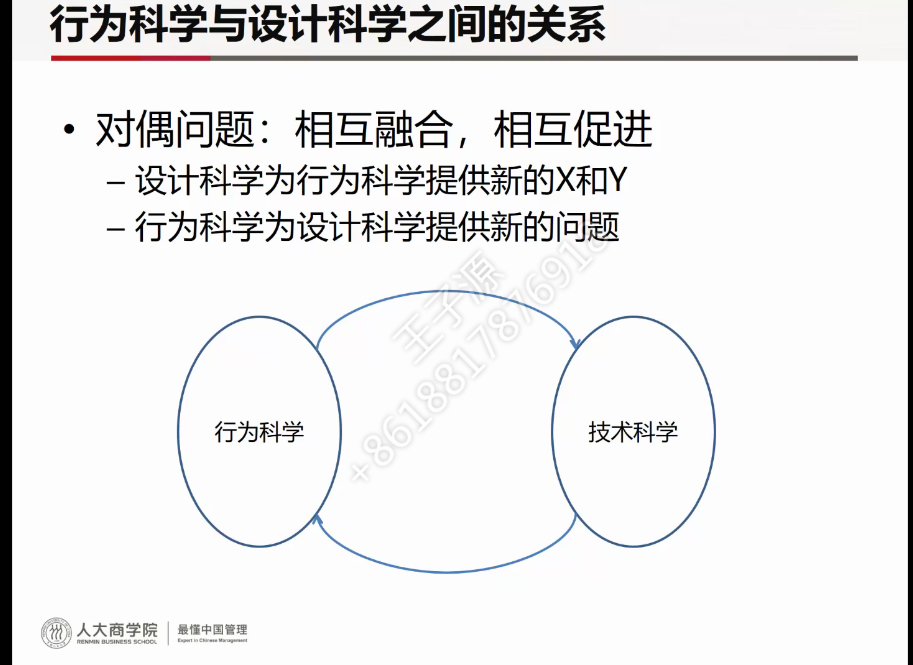 行为科学与设计科学之间的关系
• 对偶问题：相互融合，相互促进
– 设计科学为行为科学提供新的X和Y
– 行为科学为设计科学提供新的问题
王子源
+8618817876918
行为科学
技术科学
人大商学院
RENMIN BUSINESS SCHOOL
最懂中国管理
Expert in Chinese Management